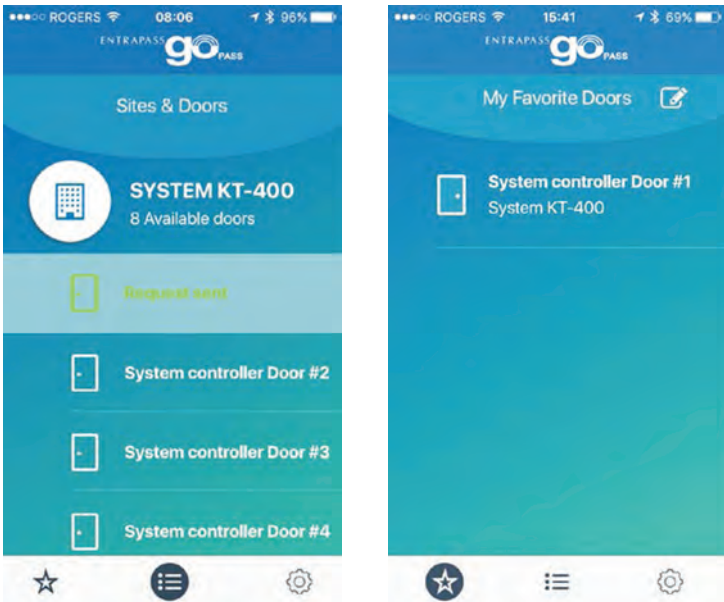 ROGERS 08:06 96%
ENTRAPASS go PASS
Sites & Doors
SYSTEM KT-400
8 Available doors
Request sent
System controller Door #2
System controller Door #3
System controller Door #4
ROGERS 15:41 69%
ENTRAPASS go PASS
My Favorite Doors
System controller Door #1
System KT-400